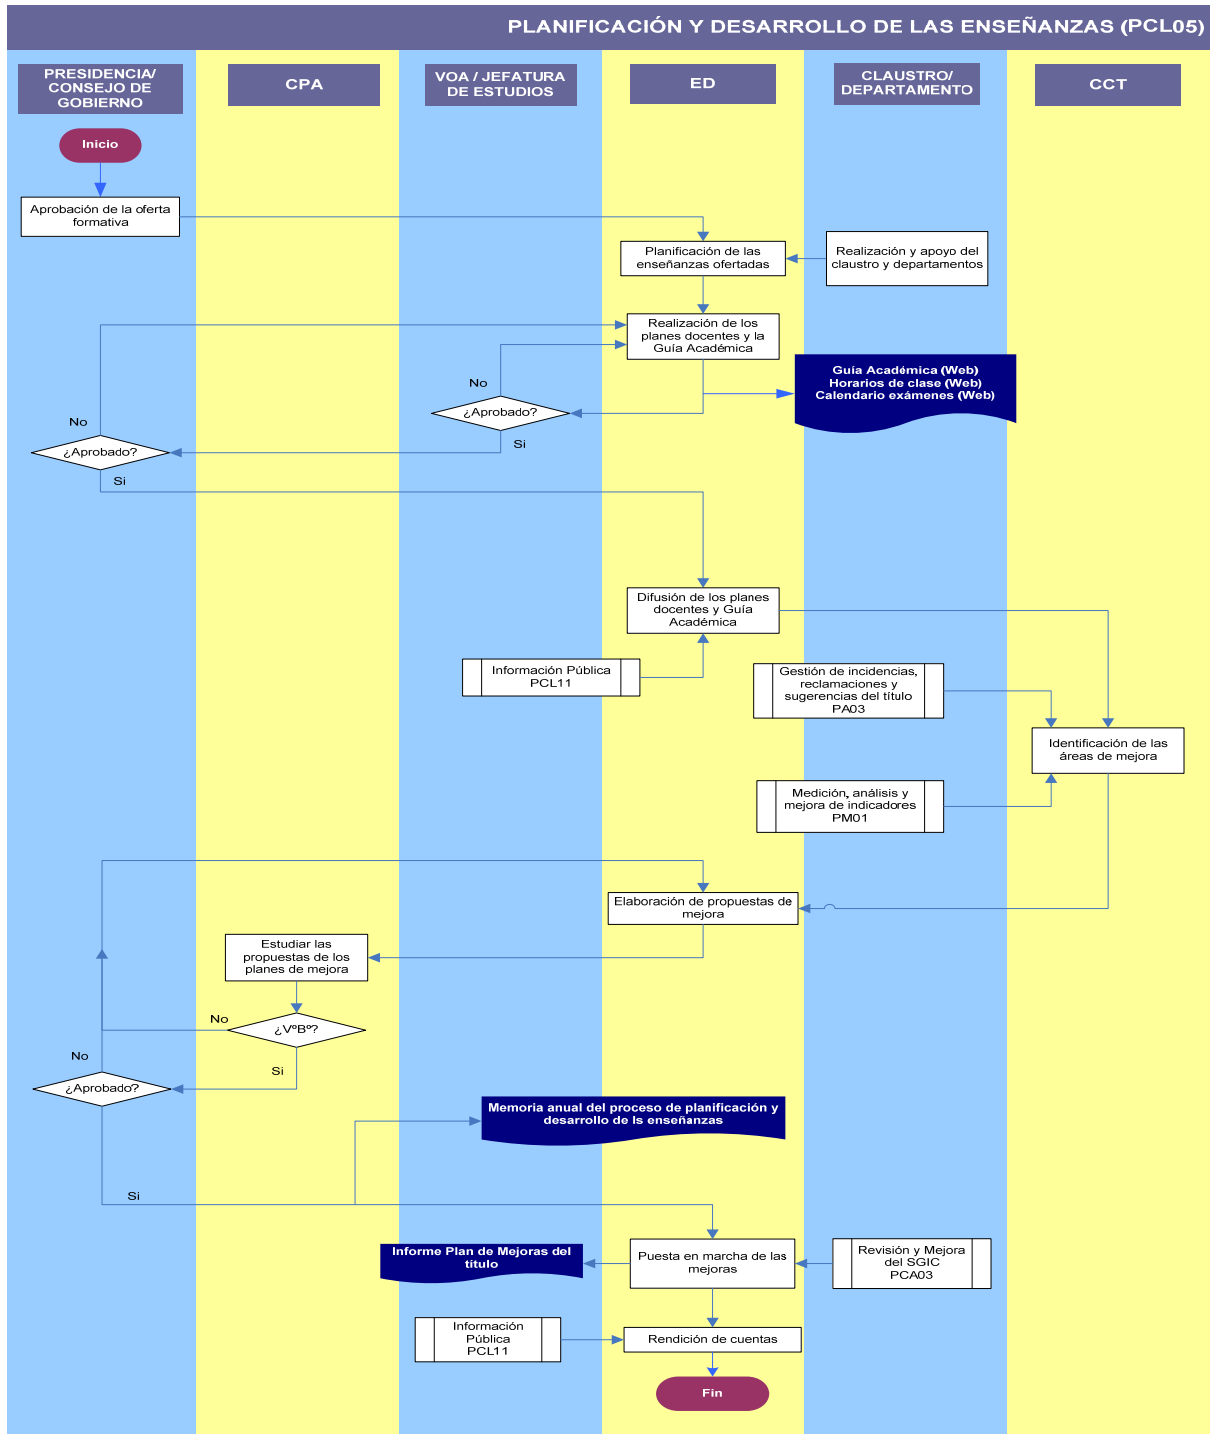 PLANIFICACIÓN Y DESARROLLO DE LAS ENSEÑANZAS (PCL05)
PRESIDENCIA/
CONSEJO DE
GOBIERNO
CPA
VOA / JEFATURA
DE ESTUDIOS
ED
CLAUSTRO/
DEPARTAMENTO
CCT
Inicio
Aprobación de la oferta
formativa
Planificación de las
enseñanzas ofertadas
Realización y apoyo del
claustro y departamentos
Realización de los
planes docentes y la
Guía Académica
Guía Académica (Web)
Horarios de clase (Web)
Calendario exámenes (Web)
No
¿Aprobado?
Si
No
¿Aprobado?
Si
Difusión de los planes
docentes y Guía
Académica
Información Pública
PCL11
Gestión de incidencias,
reclamaciones y
sugerencias del título
PA03
Identificación de las
áreas de mejora
Medición, análisis y
mejora de indicadores
PM01
Elaboración de propuestas de
mejora
Estudiar las
propuestas de los
planes de mejora
No
¿VºBº?
Si
No
¿Aprobado?
Memoria anual del proceso de planificación y
desarrollo de ls enseñanzas
Si
Informe Plan de Mejoras del
título
Puesta en marcha de las
mejoras
Revisión y Mejora
del SGIC
PCA03
Información
Pública
PCL11
Rendición de cuentas
Fin